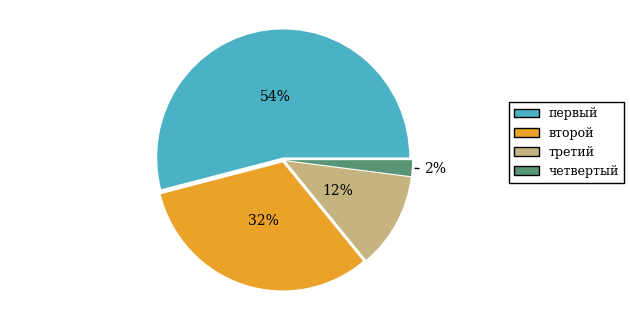 54%
первый
второй
третий
четвертый
2%
12%
32%